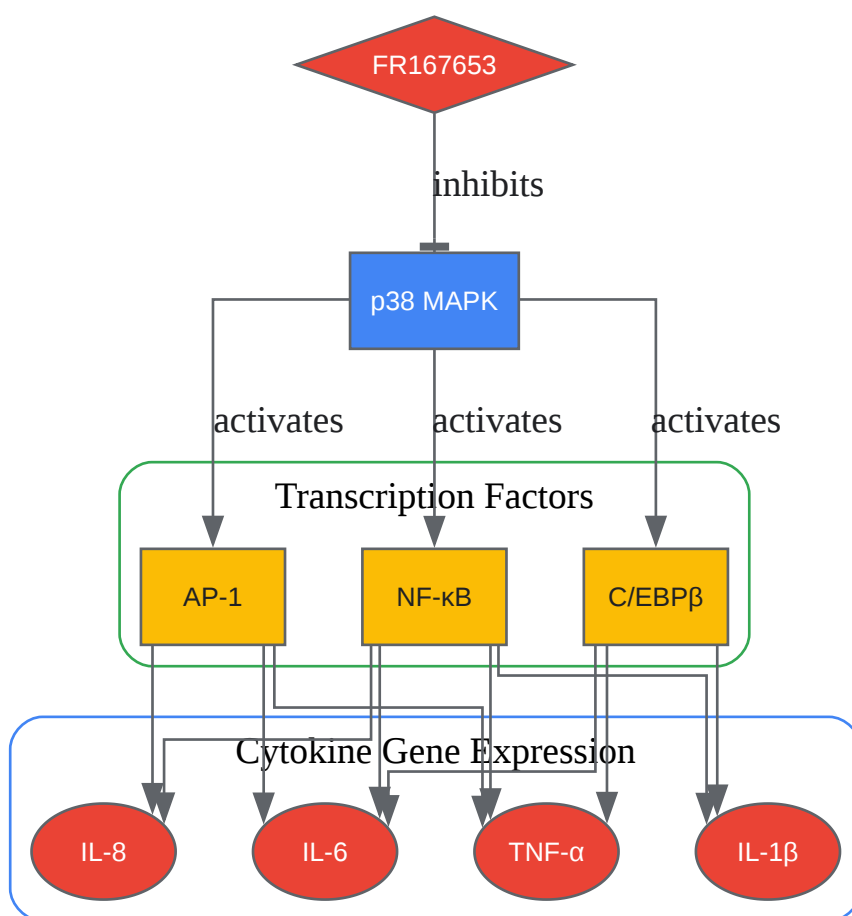 FR167653
inhibits
p38 MAPK
activates
activates
activates
Transcription Factors
AP-1
NF-κB
C/EBPβ
Cytokine Gene Expression
IL-8
IL-6
TNF-α
IL-1β